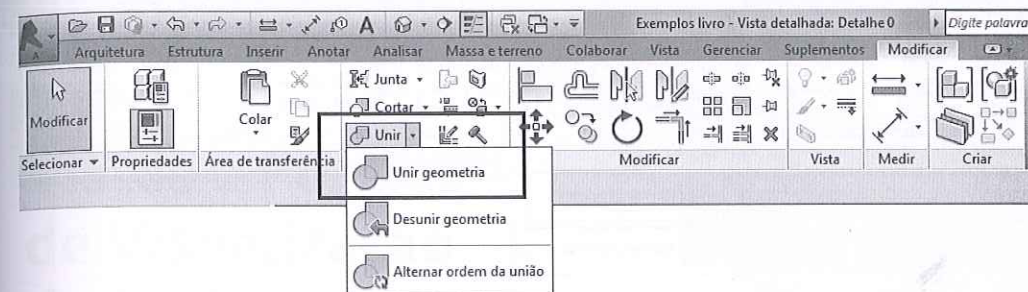 Exemplos livro - Vista detalhada: Detalhe 0 Digite palavra
Arquitetura Estrutura Inserir Anotar Analisar Massa e terreno Colaborar Vista Gerenciar Suplementos Modificar
Modificar
Colar
Junta
Cortar
Unir
Selecionar Propriedades Área de transferência Modificar Vista Medir Criar
Unir geometria
Desunir geometria
Alternar ordem da união